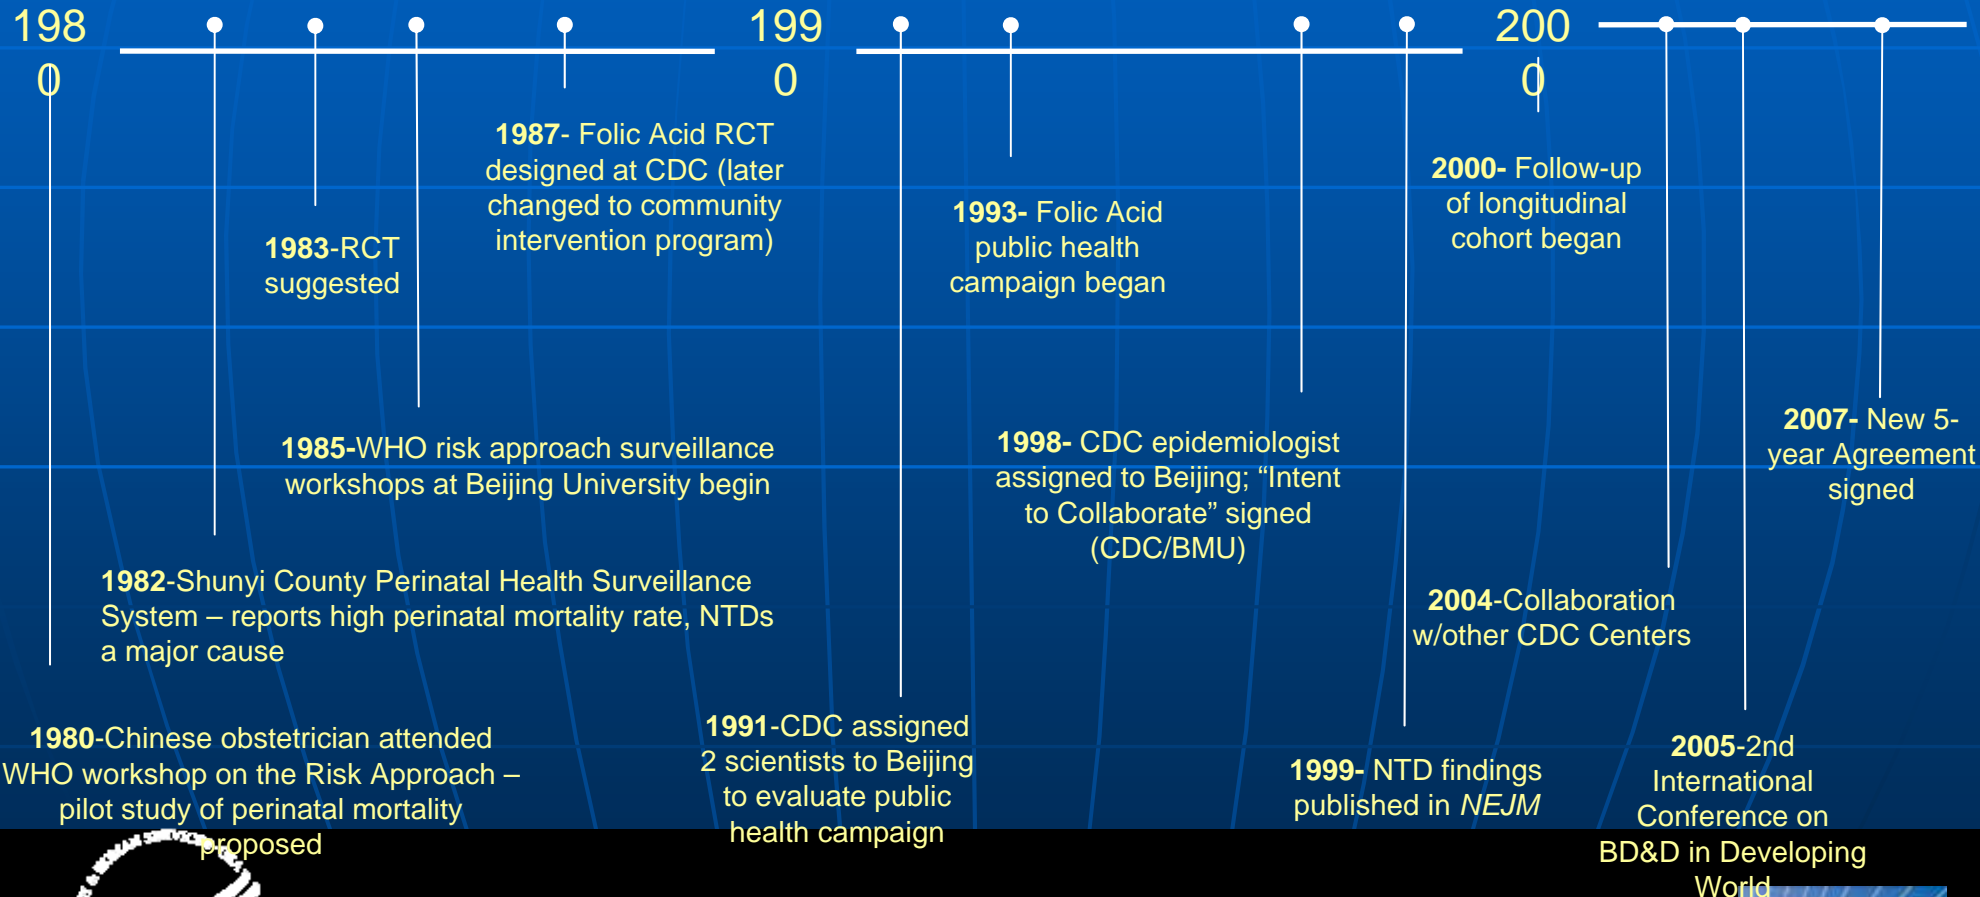 198
0
199
0
200
0
1987- Folic Acid RCT
designed at CDC (later
changed to community
intervention program)
1983-RCT
suggested
1993- Folic Acid
public health
campaign began
2000- Follow-up
of longitudinal
cohort began
1985-WHO risk approach surveillance
workshops at Beijing University begin
1998- CDC epidemiologist
assigned to Beijing; “Intent
to Collaborate” signed
(CDC/BMU)
2007- New 5-
year Agreement
signed
1982-Shunyi County Perinatal Health Surveillance
System – reports high perinatal mortality rate, NTDs
a major cause
2004-Collaboration
w/other CDC Centers
1980-Chinese obstetrician attended
WHO workshop on the Risk Approach –
pilot study of perinatal mortality
proposed
1991-CDC assigned
2 scientists to Beijing
to evaluate public
health campaign
1999- NTD findings
published in NEJM
2005-2nd
International
Conference on
BD&D in Developing
World